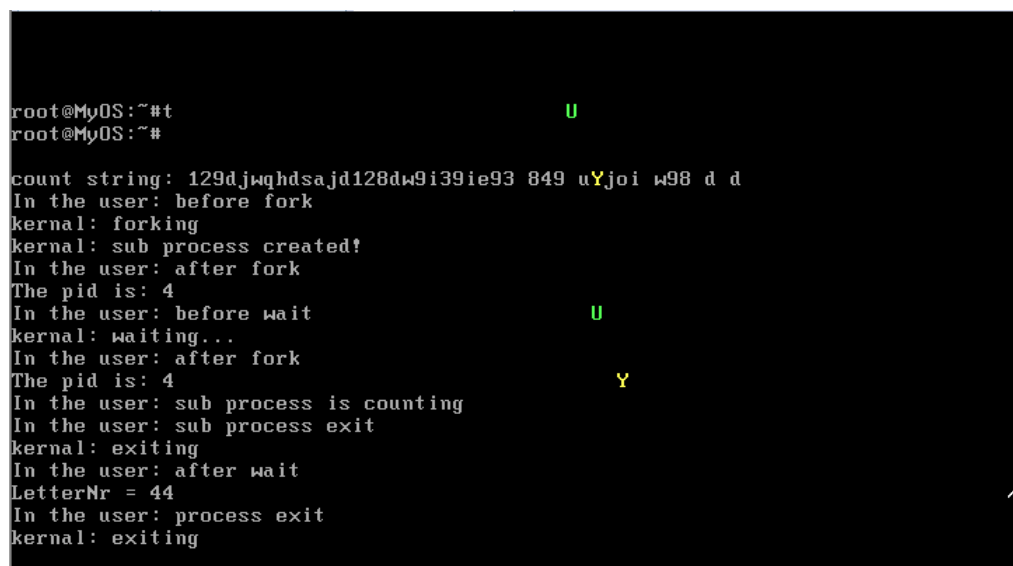 root@MyOS:~#t U
root@MyOS:~#
count string: 129djwqhdsajd128dw9i39ie93 849 uYjoi w98 d d
In the user: before fork
kernal: forking
kernal: sub process created!
In the user: after fork
The pid is: 4
In the user: before wait U
kernal: waiting...
In the user: after fork
The pid is: 4 Y
In the user: sub process is counting
In the user: sub process exit
kernal: exiting
In the user: after wait
LetterNr = 44
In the user: process exit
kernal: exiting